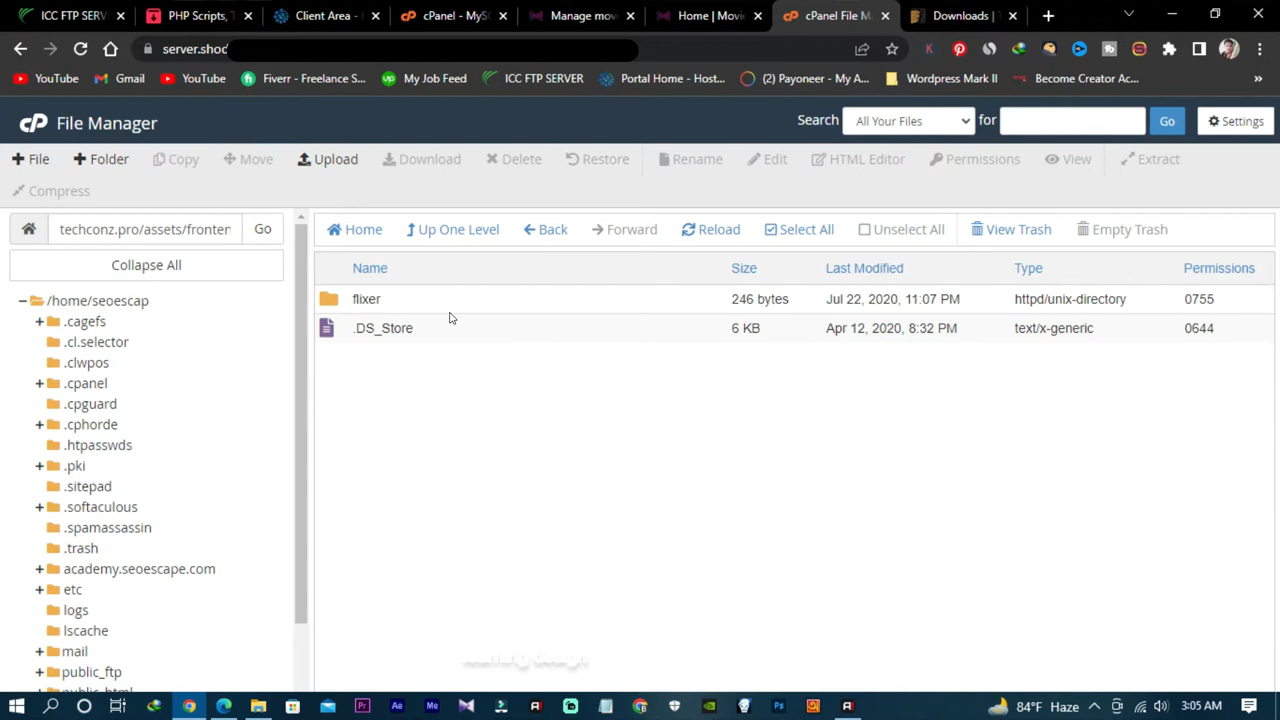 ICC FTP SERV
PHP Scripts, T
Client Area -
cPanel - MyS
Manage mov
Home | Movie
cPanel File M
Downloads | T
server.shod
YouTube
Gmail
YouTube
Fiverr - Freelance S...
My Job Feed
ICC FTP SERVER
Portal Home - Host...
(2) Payoneer - My A...
Wordpress Mark II
Become Creator Ac...
cP File Manager
Search
All Your Files
for
Go
Settings
File
Folder
Copy
Move
Upload
Download
Delete
Restore
Rename
Edit
HTML Editor
Permissions
View
Extract
Compress
techconz.pro/assets/fronten
Go
Collapse All
/home/seoescap
.cagefs
.cl.selector
.clwpos
.cpanel
.cpguard
.cphorde
.htpasswds
.pki
.sitepad
.softaculous
.spamassassin
.trash
academy.seoescape.com
etc
logs
lscache
mail
public_ftp
public_html
Home
Up One Level
Back
Forward
Reload
Select All
Unselect All
View Trash
Empty Trash
Name Size Last Modified Type Permissions
flixer 246 bytes Jul 22, 2020, 11:07 PM httpd/unix-directory 0755
.DS_Store 6 KB Apr 12, 2020, 8:32 PM text/x-generic 0644
84°F Haze
3:05 AM